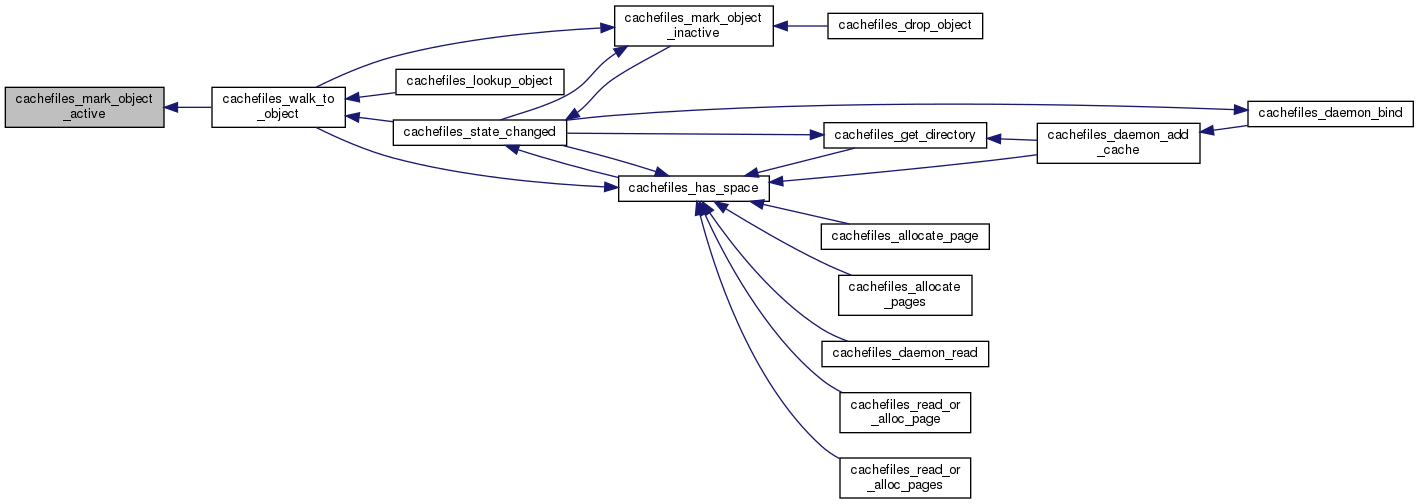 cachefiles_mark_object
_active
cachefiles_walk_to
_object
cachefiles_mark_object
_inactive
cachefiles_drop_object
cachefiles_lookup_object
cachefiles_state_changed
cachefiles_has_space
cachefiles_get_directory
cachefiles_daemon_add
_cache
cachefiles_daemon_bind
cachefiles_allocate_page
cachefiles_allocate
_pages
cachefiles_daemon_read
cachefiles_read_or
_alloc_page
cachefiles_read_or
_alloc_pages